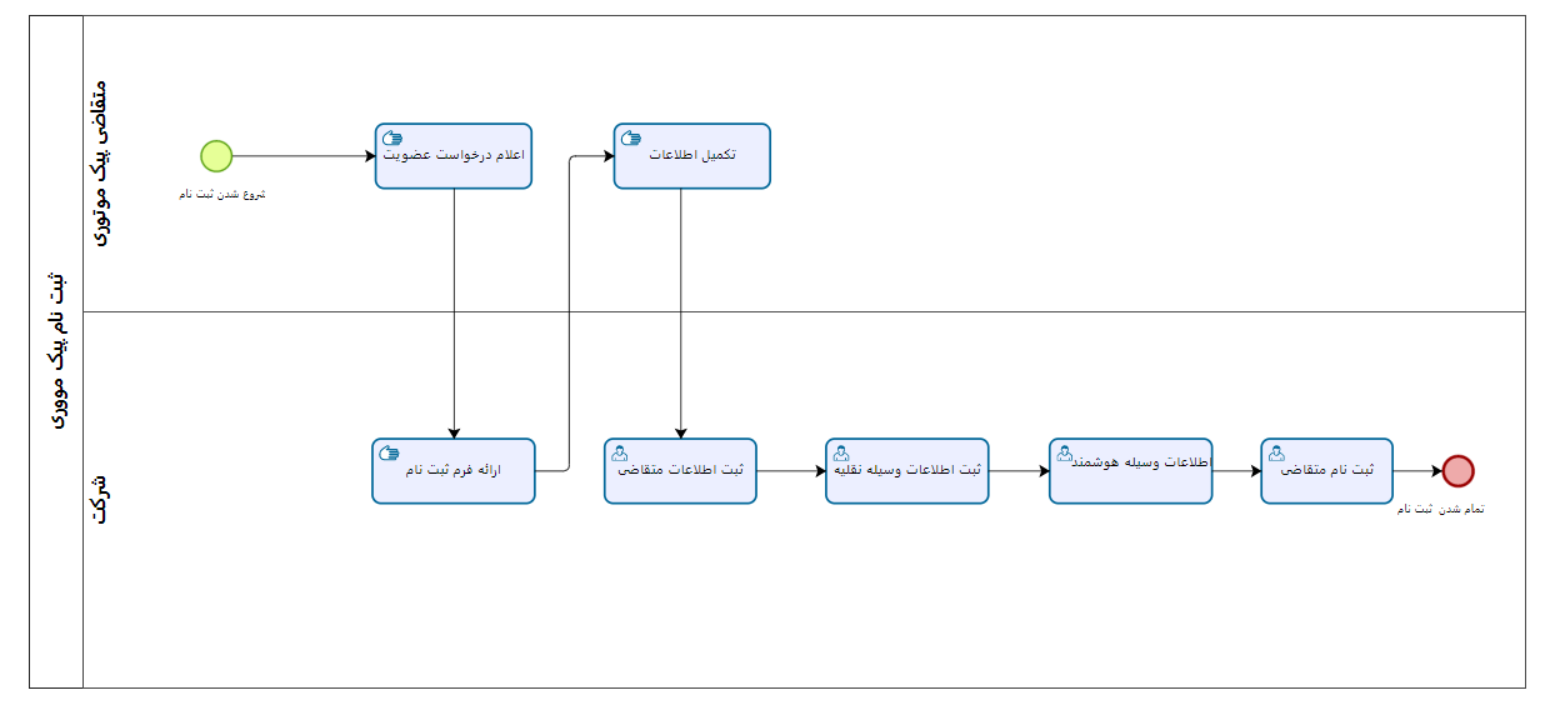 ثبت نام پیک مووری
متقاضی پیک موتوری
شروع شدن ثبت نام
اعلام درخواست عضویت
تکمیل اطلاعات
شرکت
ارائه فرم ثبت نام
ثبت اطلاعات متقاضی
ثبت اطلاعات وسیله نقلیه
اطلاعات وسیله هوشمند
ثبت نام متقاضی
تمام شدن ثبت نام